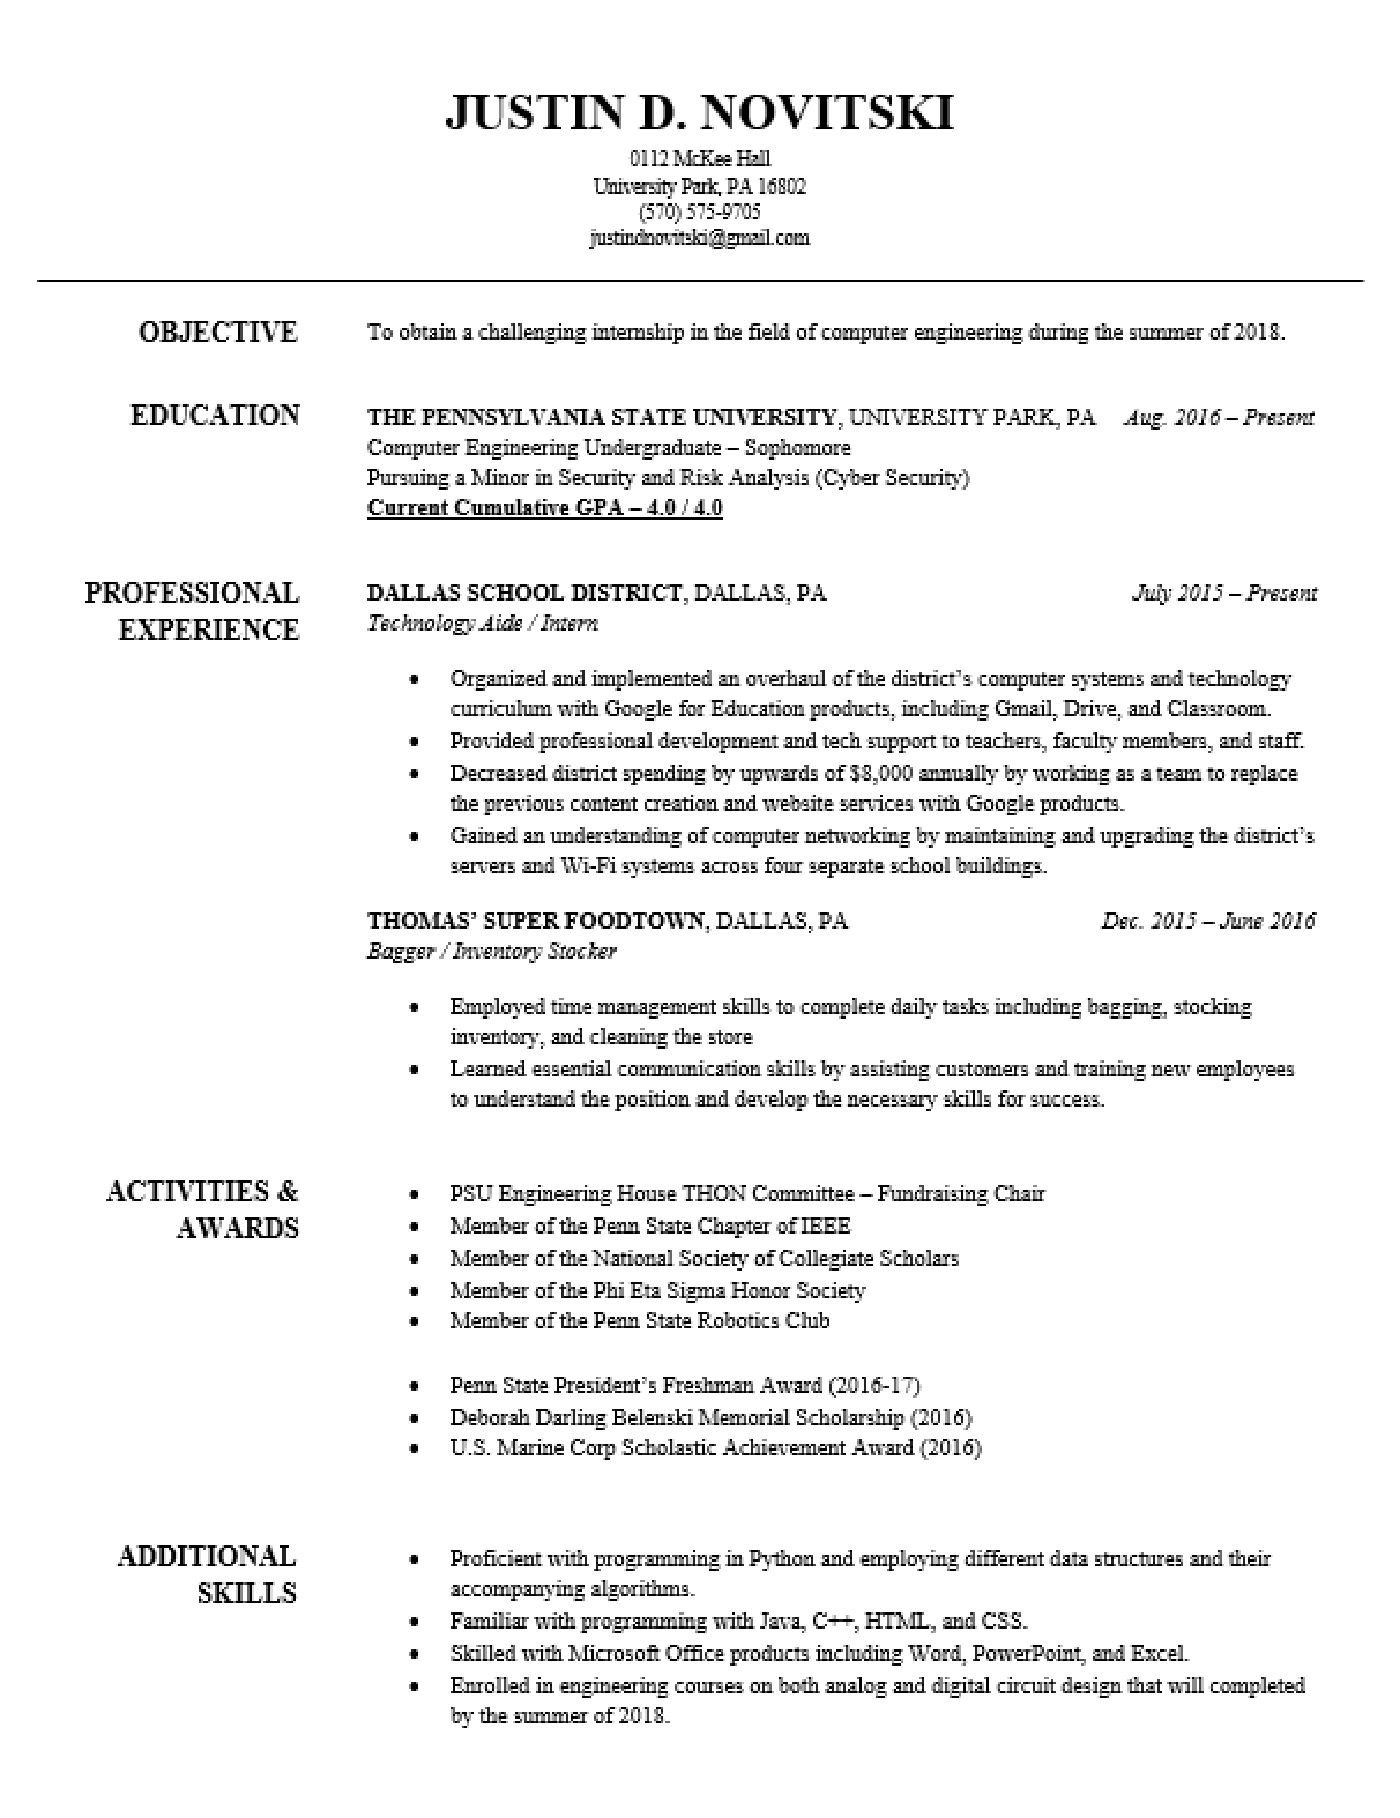 JUSTIN D. NOVITSKI
0112 McKee Hall
University Park, PA 16802
(570) 575-9705
justindnovitski@gmail.com
OBJECTIVE
To obtain a challenging internship in the field of computer engineering during the summer of 2018.
EDUCATION
THE PENNSYLVANIA STATE UNIVERSITY, UNIVERSITY PARK, PA Aug. 2016 – Present
Computer Engineering Undergraduate – Sophomore
Pursuing a Minor in Security and Risk Analysis (Cyber Security)
Current Cumulative GPA – 4.0 / 4.0
PROFESSIONAL
EXPERIENCE
DALLAS SCHOOL DISTRICT, DALLAS, PA July 2015 – Present
Technology Aide / Intern
• Organized and implemented an overhaul of the district's computer systems and technology
curriculum with Google for Education products, including Gmail, Drive, and Classroom.
• Provided professional development and tech support to teachers, faculty members, and staff.
• Decreased district spending by upwards of $8,000 annually by working as a team to replace
the previous content creation and website services with Google products.
• Gained an understanding of computer networking by maintaining and upgrading the district's
servers and Wi-Fi systems across four separate school buildings.
THOMAS' SUPER FOODTOWN, DALLAS, PA Dec. 2015 – June 2016
Bagger / Inventory Stocker
• Employed time management skills to complete daily tasks including bagging, stocking
inventory, and cleaning the store
• Learned essential communication skills by assisting customers and training new employees
to understand the position and develop the necessary skills for success.
ACTIVITIES &
AWARDS
• PSU Engineering House THON Committee – Fundraising Chair
• Member of the Penn State Chapter of IEEE
• Member of the National Society of Collegiate Scholars
• Member of the Phi Eta Sigma Honor Society
• Member of the Penn State Robotics Club
• Penn State President's Freshman Award (2016-17)
• Deborah Darling Belenski Memorial Scholarship (2016)
• U.S. Marine Corp Scholastic Achievement Award (2016)
ADDITIONAL
SKILLS
• Proficient with programming in Python and employing different data structures and their
accompanying algorithms.
• Familiar with programming with Java, C++, HTML, and CSS.
• Skilled with Microsoft Office products including Word, PowerPoint, and Excel.
• Enrolled in engineering courses on both analog and digital circuit design that will completed
by the summer of 2018.